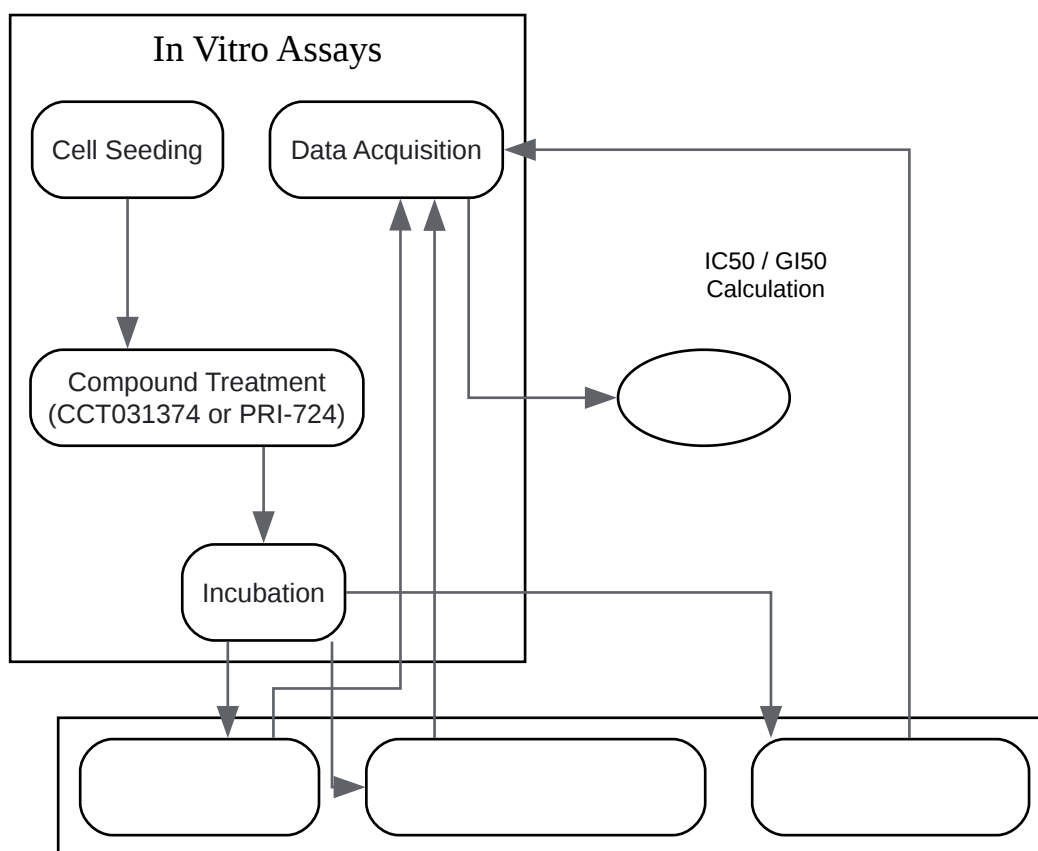 In Vitro Assays
Cell Seeding
Data Acquisition
IC50 / GI50
Calculation
Compound Treatment
(CCT031374 or PRI-724)
Incubation